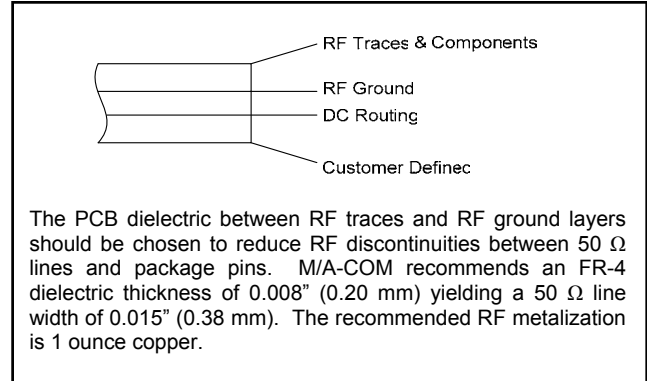 RF Traces & Components
RF Ground
DC Routing
Customer Definec
The PCB dielectric between RF traces and RF ground layers
should be chosen to reduce RF discontinuities between 50 Ω
lines and package pins. M/A-COM recommends an FR-4
dielectric thickness of 0.008” (0.20 mm) yielding a 50 Ω line
width of 0.015” (0.38 mm). The recommended RF metalization
is 1 ounce copper.